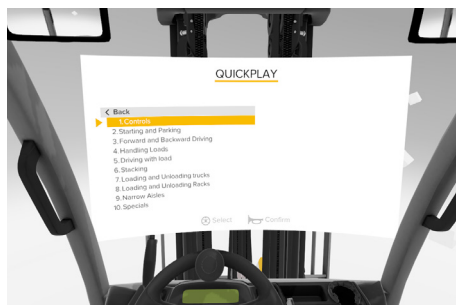 QUICKPLAY
< Back
1.Controls
2. Starting and Parking
3. Forward and Backward Driving
4. Handling Loads
5. Driving with load
6. Stacking
7. Loading and Unloading trucks
8. Loading and Unloading Racks
9. Narrow Aisles
10. Specials
Select Confirm